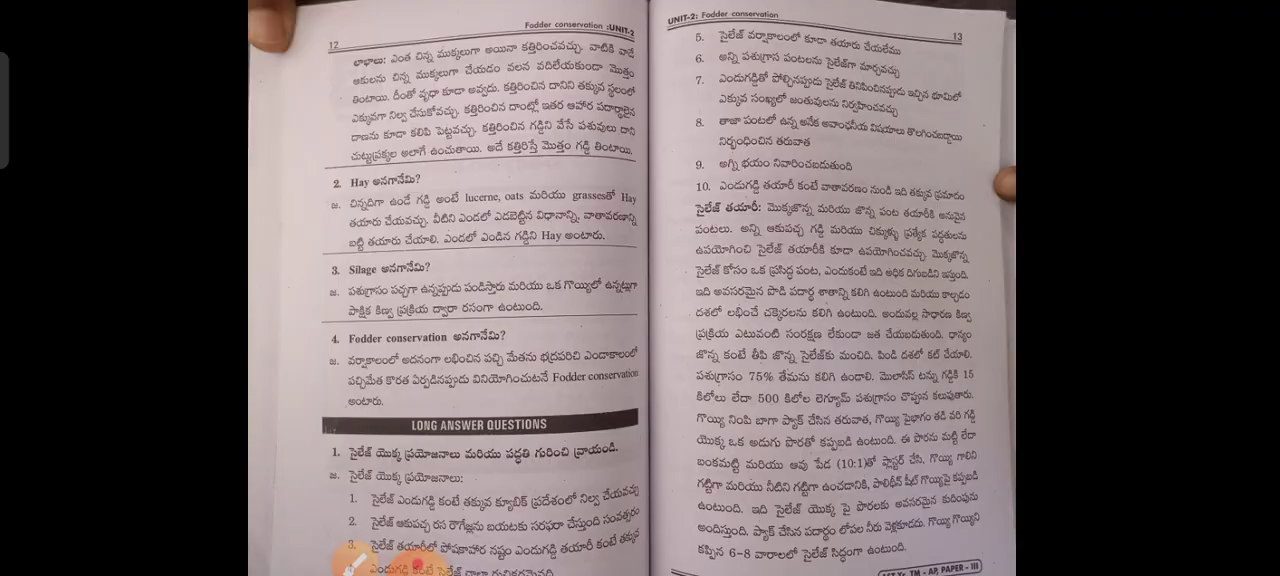 Fodder conservation :UNIT-2
12
లాభాలు: ఎంత చిన్న ముక్కలుగా అయినా కత్తిరించవచ్చు. వాటికి
ఆకులను చిన్న ముక్కలుగా చేయడం వలన వదిలేయకుండా మొత్తం
తింటాయి. దీంతో వృధా కూడా అవ్వదు. కత్తిరించిన దానిని తక్కువ స్థలంలో
ఎక్కువగా నిల్వ చేసుకోవచ్చు. కత్తిరించిన దాంట్లో ఇతర ఆహార పదార్థాలైన
దాణను కూడా కలిపి పెట్టవచ్చు. కత్తిరించిన గడ్డిని వేసే పశువులు దాని
చుట్టుప్రక్కల అలాగే ఉంచుతాయి. అదే కత్తిరిస్తే మొత్తం గడ్డి తింటాయి.
2. Hay అనగానేమి?
జ. చిన్నదిగా ఉండే గడ్డి అంటే lucerne, oats మరియు grassesతో Hay
తయారు చేయవచ్చు. వీటిని ఎండలో ఎడబెట్టిన విధానాన్ని, వాతావరణాన్ని
బట్టి తయారు చేయాలి. ఎండలో ఎండిన గడ్డిని Hay అంటారు.
3. Silage అనగానేమి?
జ. పశుగ్రాసం పచ్చగా ఉన్నప్పుడు పండిస్తారు మరియు ఒక గొయ్యిలో ఉన్నట్లుగా
పాక్షిక కిణ్వ ప్రక్రియ ద్వారా రసంగా ఉంటుంది.
4. Fodder conservation అనగానేమి?
జ. వర్షాకాలంలో అదనంగా లభించిన పచ్చి మేతను భద్రపరిచి ఎండాకాలంలో
పచ్చిమేత కొరత ఏర్పడినప్పుడు వినియోగించుటనే Fodder conservation
అంటారు.
LONG ANSWER QUESTIONS
1. సైలేజ్ యొక్క ప్రయోజనాలు మరియు పద్ధతి గురించి వ్రాయండి.
జ. సైలేజ్ యొక్క ప్రయోజనాలు:
1. సైలేజ్ ఎండుగడ్డి కంటే తక్కువ క్యూబిక్ ప్రదేశంలో నిల్వ చేయవచ్చు
2. సైలేజ్ ఆకుపచ్చ రస రౌగేజ్లను బయటకు సరఫరా చేస్తుంది సంవత్సరం
3. సైలేజ్ తయారీలో పోషకాహార నష్టం ఎండుగడ్డి తయారీ కంటే తక్కువ
ఎండుగడ్డి కంటే సైలేజ్ చాలా రుచికరమైనది
UNIT-2: Fodder conservation
13
5. సైలేజ్ వర్షాకాలంలో కూడా తయారు చేయలేము
6. అన్ని పశుగ్రాస పంటలను సైలేజ్‌గా మార్చవచ్చు
7. ఎండుగడ్డితో పోల్చినప్పుడు సైలేజ్ తినిపించినప్పుడు ఇచ్చిన భూమిలో
ఎక్కువ సంఖ్యలో జంతువులను నిర్వహించవచ్చు
8. తాజా పంటలో ఉన్న అనేక అవాంఛనీయ విషయాలు తొలగించబడ్డాయి
నిర్బంధించిన తరువాత
9. అగ్ని భయం నివారించబడుతుంది
10. ఎండుగడ్డి తయారీ కంటే వాతావరణం నుండి ఇది తక్కువ ప్రమాదం
సైలేజ్ తయారీ: మొక్కజొన్న మరియు జొన్న పంట తయారీకి అనువైన
పంటలు. అన్ని ఆకుపచ్చ గడ్డి మరియు చిక్కుళ్ళు ప్రత్యేక పద్ధతులను
ఉపయోగించి సైలేజ్ తయారీకి కూడా ఉపయోగించవచ్చు. మొక్కజొన్న
సైలేజ్ కోసం ఒక ప్రసిద్ధ పంట, ఎందుకంటే ఇది అధిక దిగుబడిని ఇస్తుంది.
ఇది అవసరమైన పొడి పదార్థ శాతాన్ని కలిగి ఉంటుంది మరియు కాల్చడం
దశలో లభించే చక్కెరలను కలిగి ఉంటుంది. అందువల్ల సాధారణ కిణ్వ
ప్రక్రియ ఎటువంటి సంరక్షణ లేకుండా జత చేయబడుతుంది. ధాన్యం
జొన్న కంటే తీపి జొన్న సైలేజ్‌కు మంచిది. పిండి దశలో కట్ చేయాలి.
పశుగ్రాసం 75% తేమను కలిగి ఉండాలి. మొలాసిస్ టన్ను గడ్డికి 15
కిలోలు లేదా 500 కిలోల లెగ్యూమ్ పశుగ్రాసం చొప్పున కలుపుతారు.
గొయ్యి నింపి బాగా ప్యాక్ చేసిన తరువాత, గొయ్యి పైభాగం తడి వరి గడ్డి
యొక్క ఒక అడుగు పొరతో కప్పబడి ఉంటుంది. ఈ పొరను మట్టి లేదా
బంకమట్టి మరియు ఆవు పేడ (10:1)తో ప్లాస్టర్ చేసి, గొయ్యి గాలిని
గట్టిగా మరియు నీటిని గట్టిగా ఉంచడానికి, పాలిథీన్ షీట్ గొయ్యిపై కప్పబడి
ఉంటుంది. ఇది సైలేజ్ యొక్క పై పొరలకు అవసరమైన కుదింపును
అందిస్తుంది. ప్యాక్ చేసిన పదార్థం లోపల నీరు వెళ్లకూడదు. గొయ్యి గొయ్యిని
కప్పిన 6-8 వారాలలో సైలేజ్ సిద్ధంగా ఉంటుంది.
TM - AP, PAPER - III